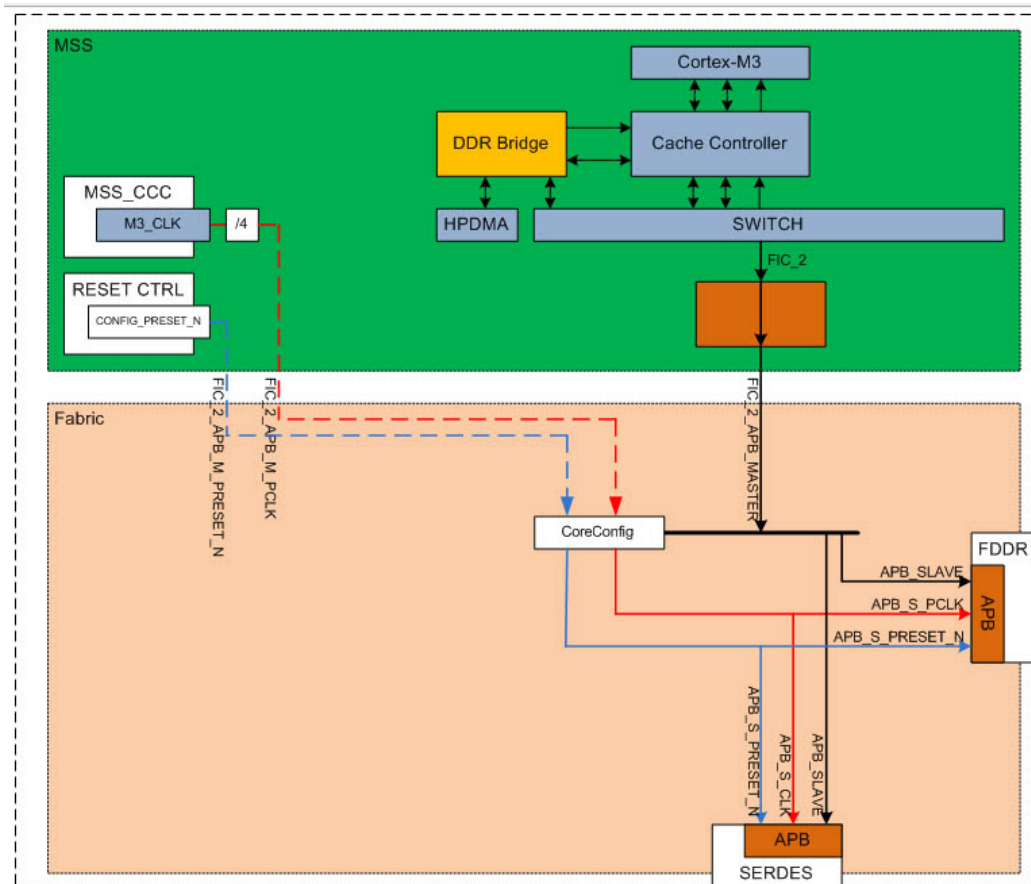 MSS
Cortex-M3
DDR Bridge
Cache Controller
MSS_CCC
M3_CLK
/4
HPDMA
SWITCH
FIC_2
RESET CTRL
CONFIG_PRESET_N
FIC_2_APB_M_PRESET_N
FIC_2_APB_M_PCLK
FIC_2_APB_MASTER
Fabric
CoreConfig
FDDR
APB_SLAVE
APB
APB_S_PCLK
APB_S_PRESET_N
APB_S_PRESET_N
APB_S_CLK
APB_SLAVE
APB
SERDES